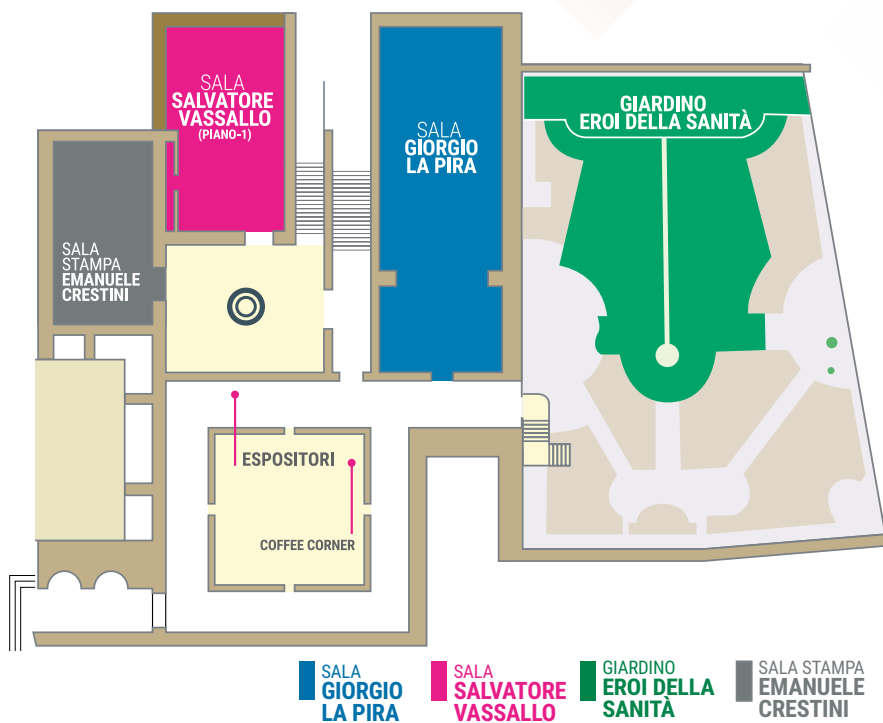 SALA
SALVATORE
VASSALLO
(PIANO-1)
SALA
GIORGIO
LA PIRA
GIARDINO
EROI DELLA SANITÀ
SALA
STAMPA
EMANUELE
CRESTINI
ESPOSITORI
COFFEE CORNER
SALA
GIORGIO
LA PIRA
SALA
SALVATORE
VASSALLO
GIARDINO
EROI DELLA
SANITÀ
SALA STAMPA
EMANUELE
CRESTINI